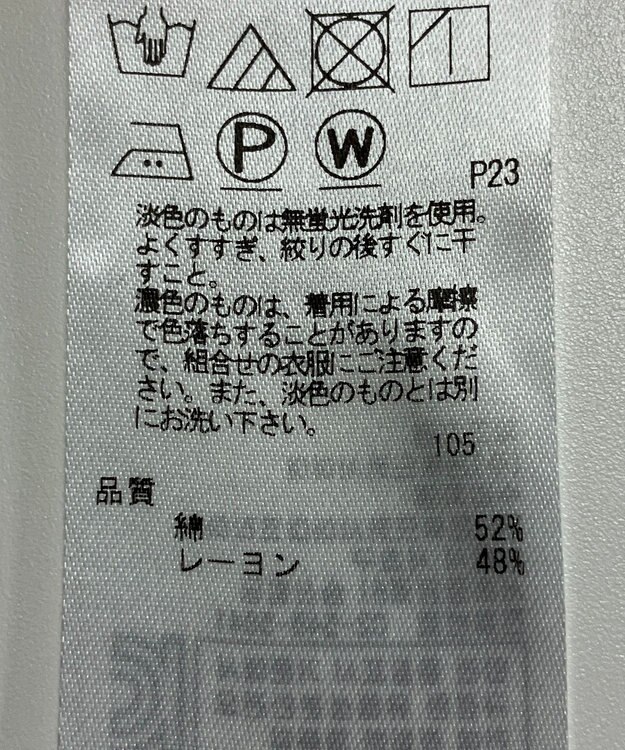 P W
P23
淡色のものは無蛍光洗剤を使用。
よくすすぎ、絞りの後すぐに干
すこと。
濃色のものは、着用による摩擦
で色落ちすることがありますの
で、組合せの衣服にご注意くだ
さい。また、淡色のものとは別
にお洗い下さい。
105
品質
綿 52%
レーヨン 48%